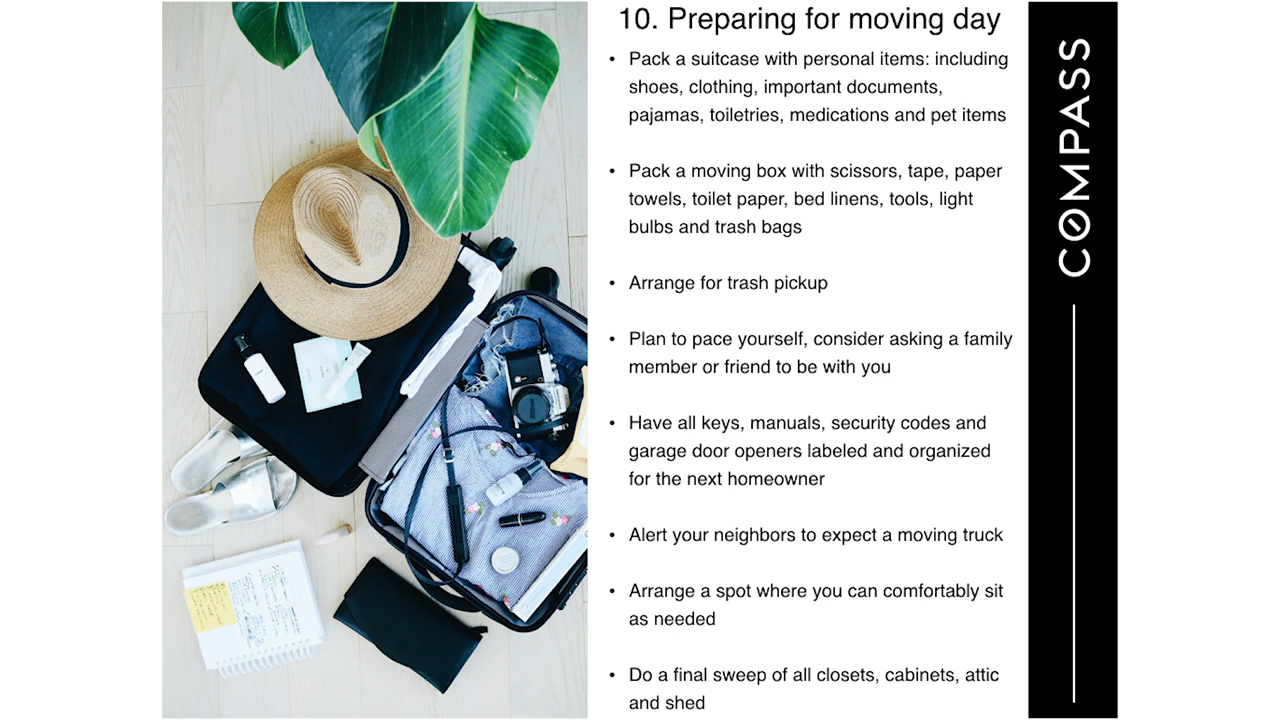 10. Preparing for moving day
• Pack a suitcase with personal items: including
shoes, clothing, important documents,
pajamas, toiletries, medications and pet items
• Pack a moving box with scissors, tape, paper
towels, toilet paper, bed linens, tools, light
bulbs and trash bags
• Arrange for trash pickup
• Plan to pace yourself, consider asking a family
member or friend to be with you
• Have all keys, manuals, security codes and
garage door openers labeled and organized
for the next homeowner
• Alert your neighbors to expect a moving truck
• Arrange a spot where you can comfortably sit
as needed
• Do a final sweep of all closets, cabinets, attic
and shed
COMPASS